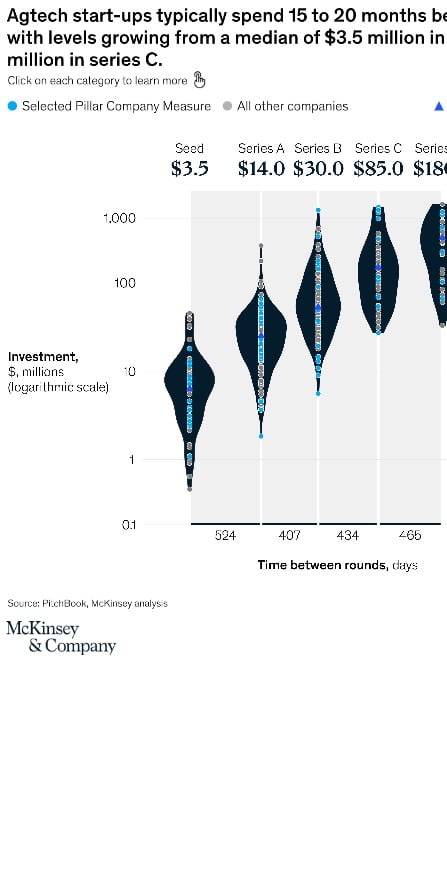 Agtech start-ups typically spend 15 to 20 months be
with levels growing from a median of $3.5 million in
million in series C.
Click on each category to learn more
Selected Pillar Company Measure All other companies
Seed Series A Series B Series C Series
$3.5 $14.0 $30.0 $85.0 $180
1,000
100
Investment,
$, millions
(logarithmic scale)
10
1
0.1
524 407 434 465
Time between rounds, days
Source: PitchBook, McKinsey analysis
McKinsey
& Company